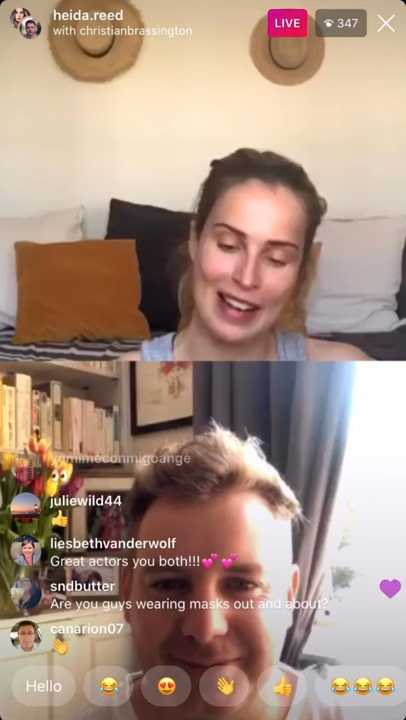 heida.reed
with christianbrassington
LIVE
347
yomimeconmigoange
juliewild44
liesbethvanderwolf
Great actors you both!!!
sndbutter
Are you guys wearing masks out and about?
canarion07
Hello